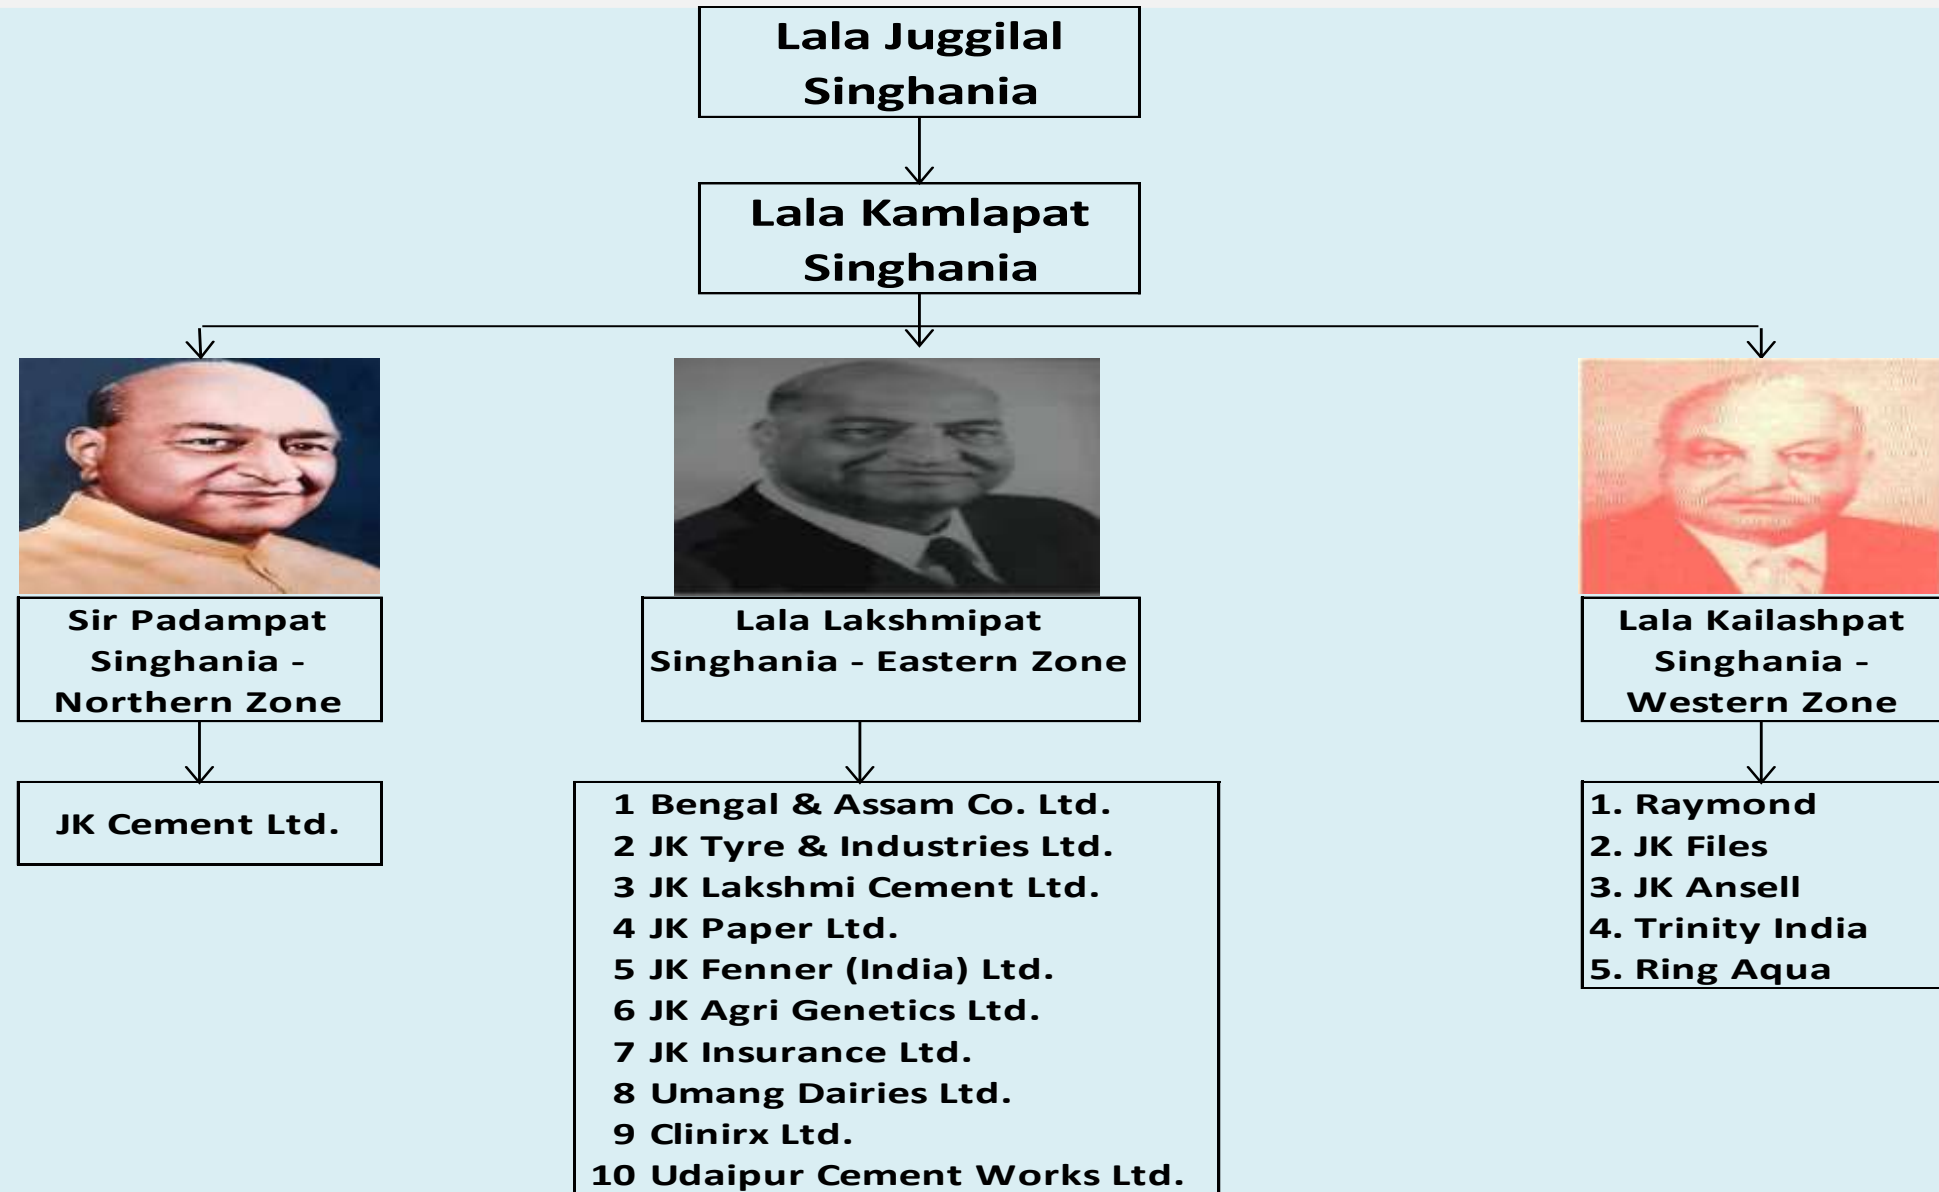 Lala Juggilal
Singhania
Lala Kamlapat
Singhania
Sir Padampat
Singhania -
Northern Zone
Lala Lakshmipat
Singhania - Eastern Zone
Lala Kailashpat
Singhania -
Western Zone
JK Cement Ltd.
1 Bengal & Assam Co. Ltd.
2 JK Tyre & Industries Ltd.
3 JK Lakshmi Cement Ltd.
4 JK Paper Ltd.
5 JK Fenner (India) Ltd.
6 JK Agri Genetics Ltd.
7 JK Insurance Ltd.
8 Umang Dairies Ltd.
9 Clinirx Ltd.
10 Udaipur Cement Works Ltd.
1. Raymond
2. JK Files
3. JK Ansell
4. Trinity India
5. Ring Aqua